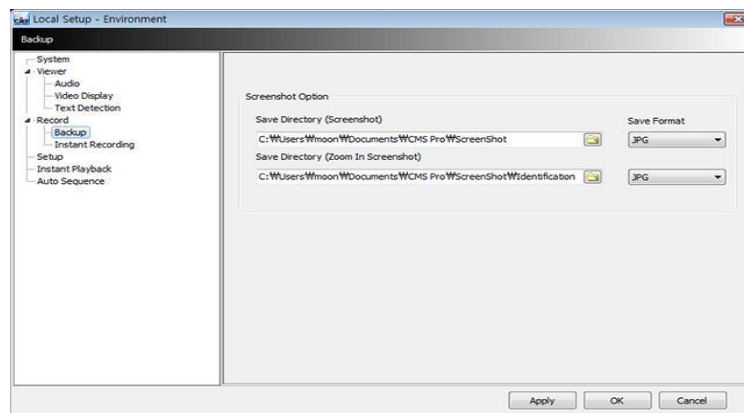 cms Local Setup - Environment
Backup
System
Viewer
Audio
Video Display
Text Detection
Record
Backup
Instant Recording
Setup
Instant Playback
Auto Sequence
Screenshot Option
Save Directory (Screenshot)
Save Format
C:₩Users₩moon₩Documents₩CMS Pro₩ScreenShot
JPG
Save Directory (Zoom In Screenshot)
C:₩Users₩moon₩Documents₩CMS Pro₩ScreenShot₩Identification
JPG
Apply
OK
Cancel